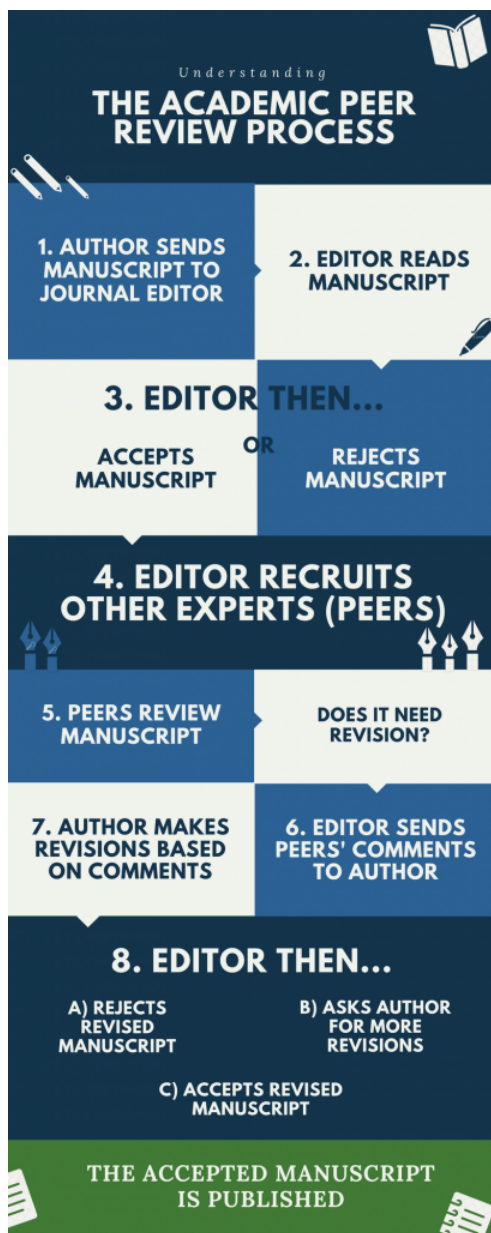 Understanding
THE ACADEMIC PEER
REVIEW PROCESS
1. AUTHOR SENDS
MANUSCRIPT TO
JOURNAL EDITOR
2. EDITOR READS
MANUSCRIPT
3. EDITOR THEN...
ACCEPTS
MANUSCRIPT
OR
REJECTS
MANUSCRIPT
4. EDITOR RECRUITS
OTHER EXPERTS (PEERS)
5. PEERS REVIEW
MANUSCRIPT
DOES IT NEED
REVISION?
6. EDITOR SENDS
PEERS' COMMENTS
TO AUTHOR
7. AUTHOR MAKES
REVISIONS BASED
ON COMMENTS
8. EDITOR THEN...
A) REJECTS
REVISED
MANUSCRIPT
B) ASKS AUTHOR
FOR MORE
REVISIONS
C) ACCEPTS REVISED
MANUSCRIPT
THE ACCEPTED MANUSCRIPT
IS PUBLISHED